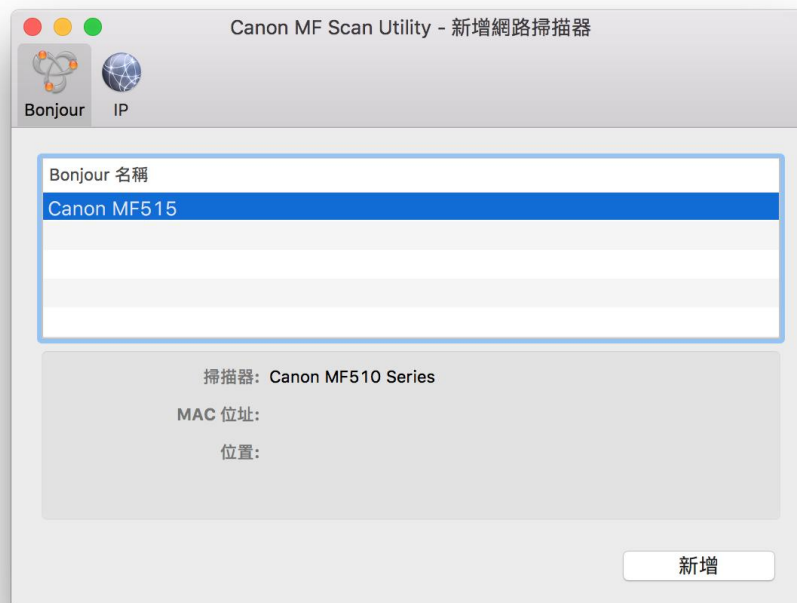 Canon MF Scan Utility - 新增網路掃描器
Bonjour IP
Bonjour 名稱
Canon MF515
掃描器: Canon MF510 Series
MAC 位址:
位置:
新增